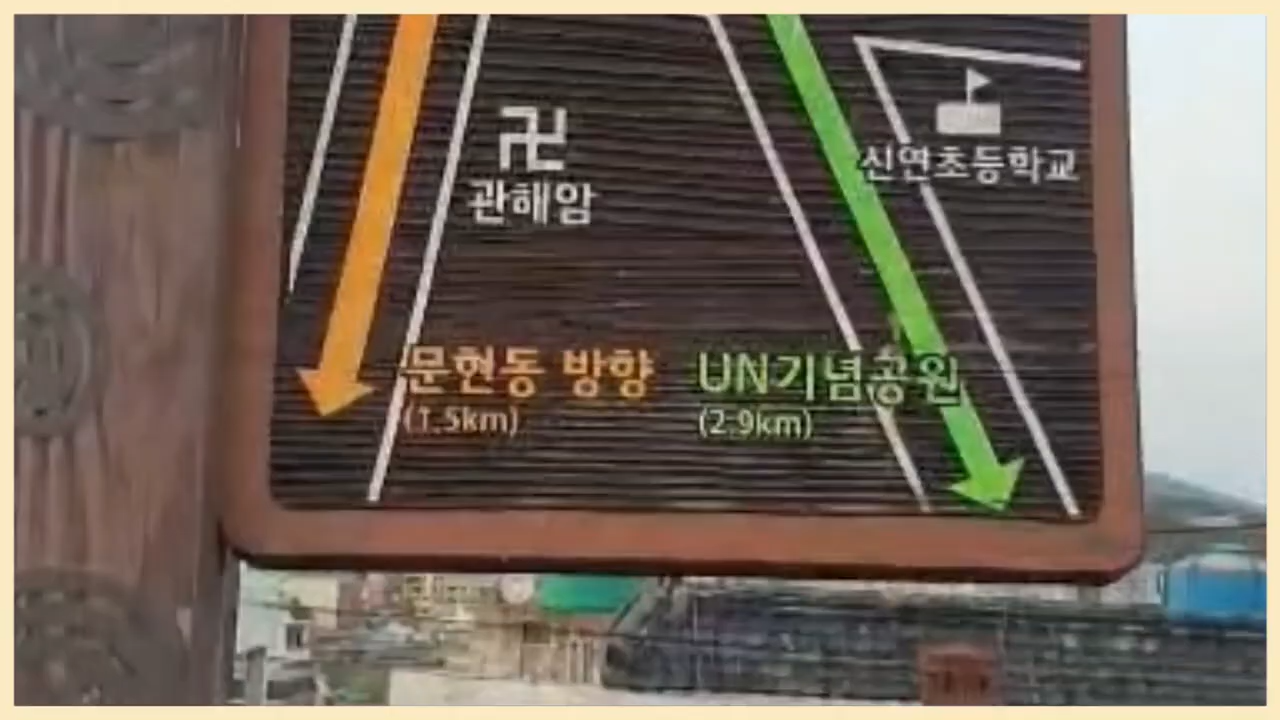 卍
관해암
신연초등학교
문현동 방향
(1.5km)
UN기념공원
(2.9km)